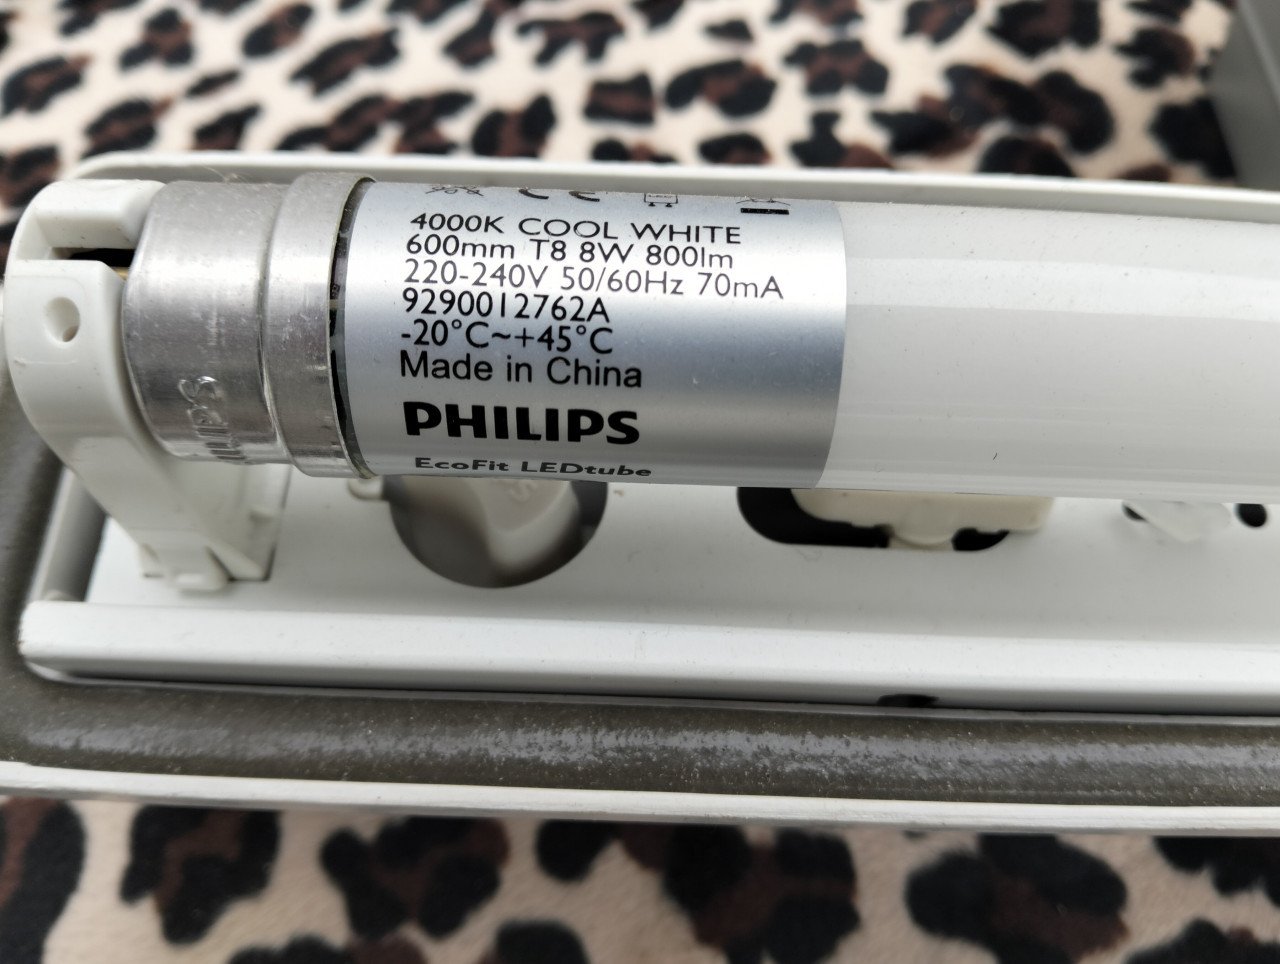 4000K COOL WHITE
600mm T8 8W 800lm
220-240V 50/60Hz 70mA
9290012762A
-20°C~+45°C
Made in China
PHILIPS
EcoFit LEDtube
PHILIPS